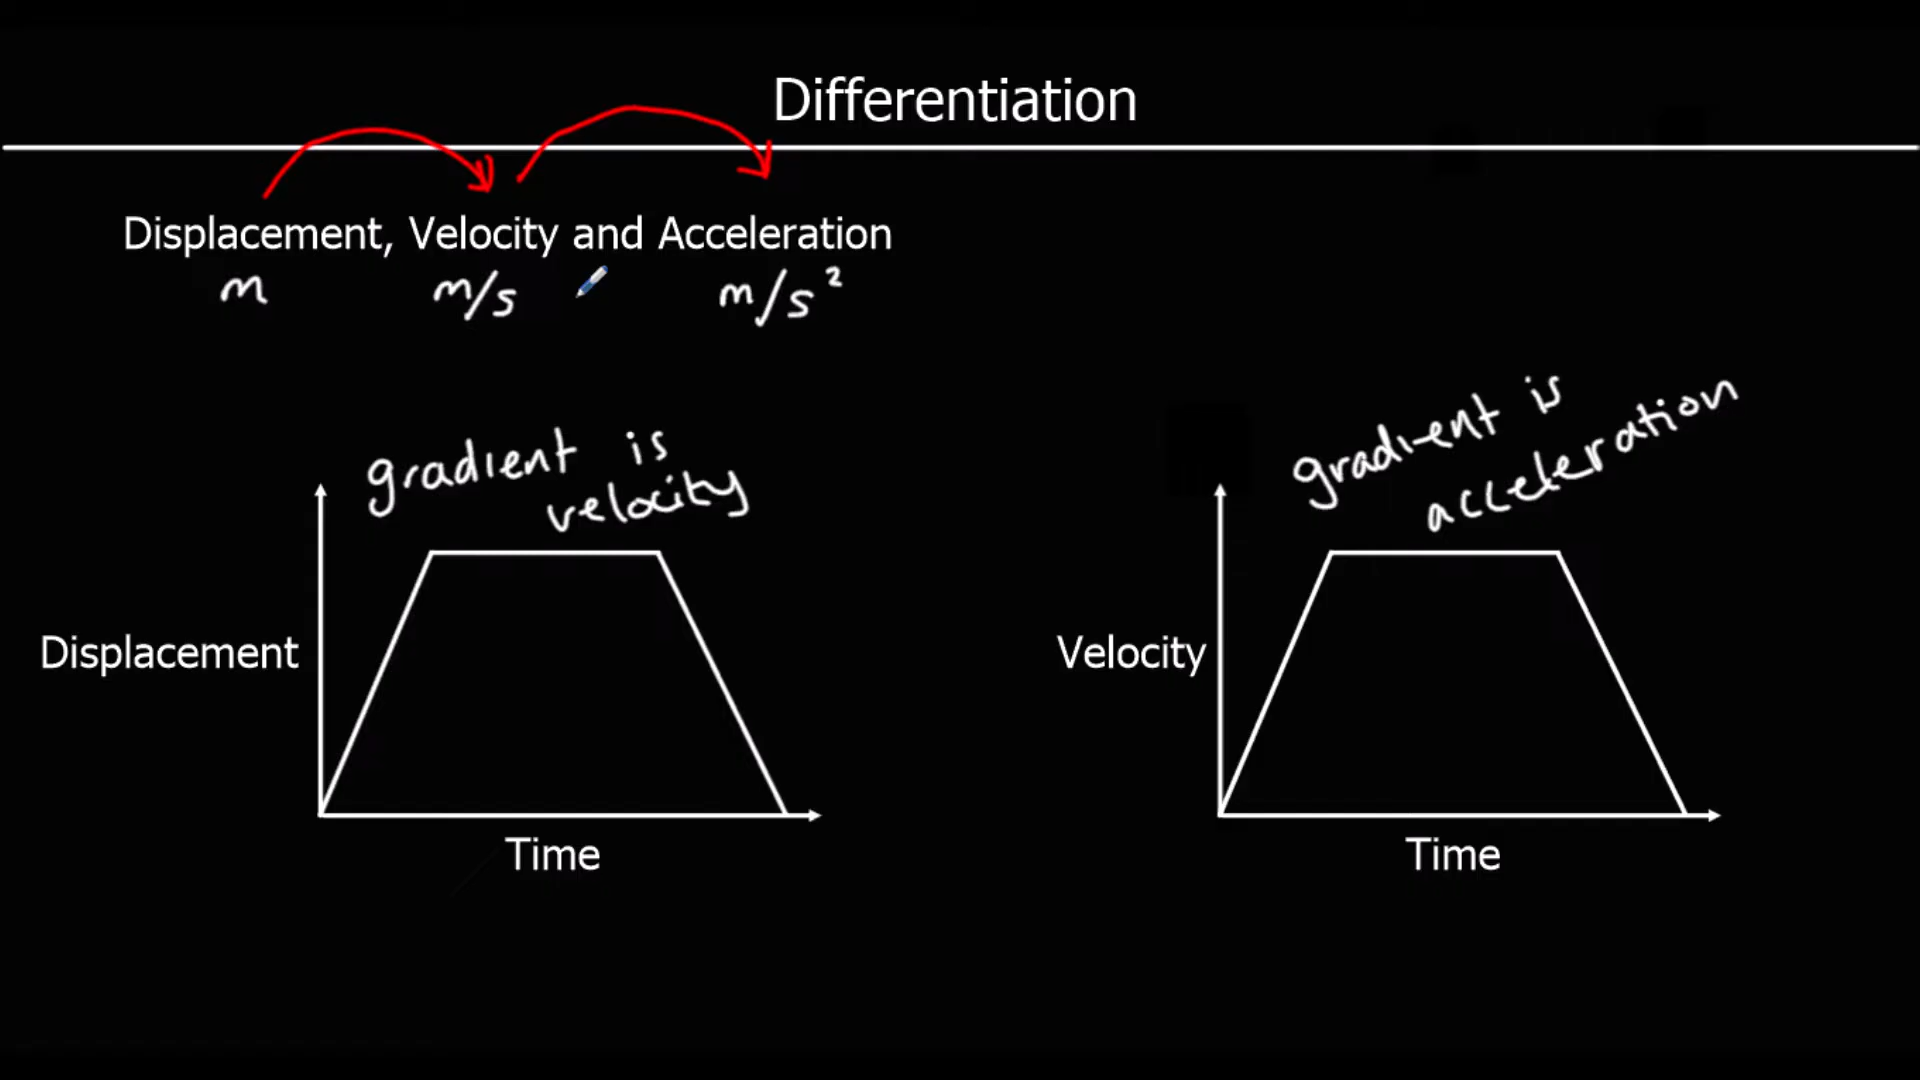 Differentiation
Displacement, Velocity and Acceleration
m m/s m/s²
gradient is
velocity
Displacement
Time
gradient is
acceleration
Velocity
Time